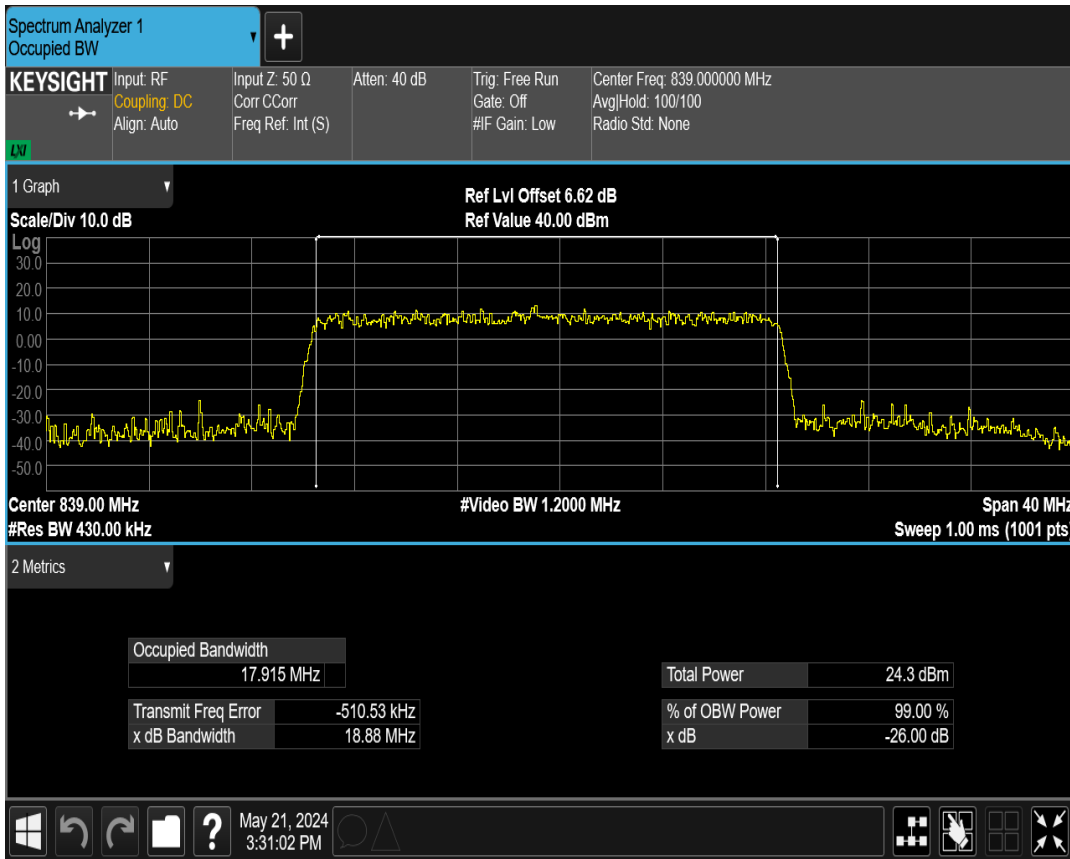 Spectrum Analyzer 1
Occupied BW
+
KEYSIGHT
LXI
Input: RF
Coupling: DC
Align: Auto
Input Z: 50 Ω
Corr CCorr
Freq Ref: Int (S)
Atten: 40 dB
Trig: Free Run
Gate: Off
#IF Gain: Low
Center Freq: 839.000000 MHz
Avg|Hold: 100/100
Radio Std: None
1 Graph
Scale/Div 10.0 dB
Ref Lvl Offset 6.62 dB
Ref Value 40.00 dBm
Log
30.0
20.0
10.0
0.00
-10.0
-20.0
-30.0
-40.0
-50.0
Center 839.00 MHz
#Res BW 430.00 kHz
#Video BW 1.2000 MHz
Span 40 MHz
Sweep 1.00 ms (1001 pts)
2 Metrics
Occupied Bandwidth
17.915 MHz
Transmit Freq Error -510.53 kHz
x dB Bandwidth 18.88 MHz
Total Power 24.3 dBm
% of OBW Power 99.00 %
x dB -26.00 dB
?
May 21, 2024
3:31:02 PM